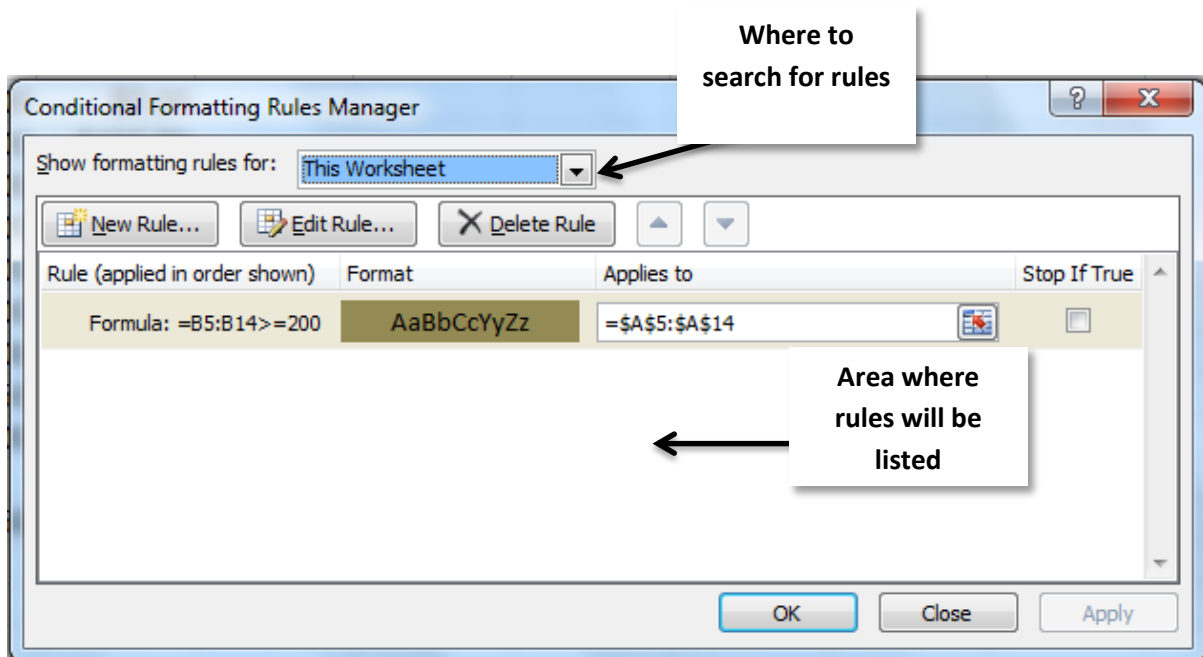 Where to
search for rules
Conditional Formatting Rules Manager
?
Show formatting rules for: This Worksheet
New Rule... Edit Rule... Delete Rule
Rule (applied in order shown) Format Applies to Stop If True
Formula: =B5:B14>=200 AaBbCcYyZz =$A$5:$A$14
Area where
rules will be
listed
OK Close Apply